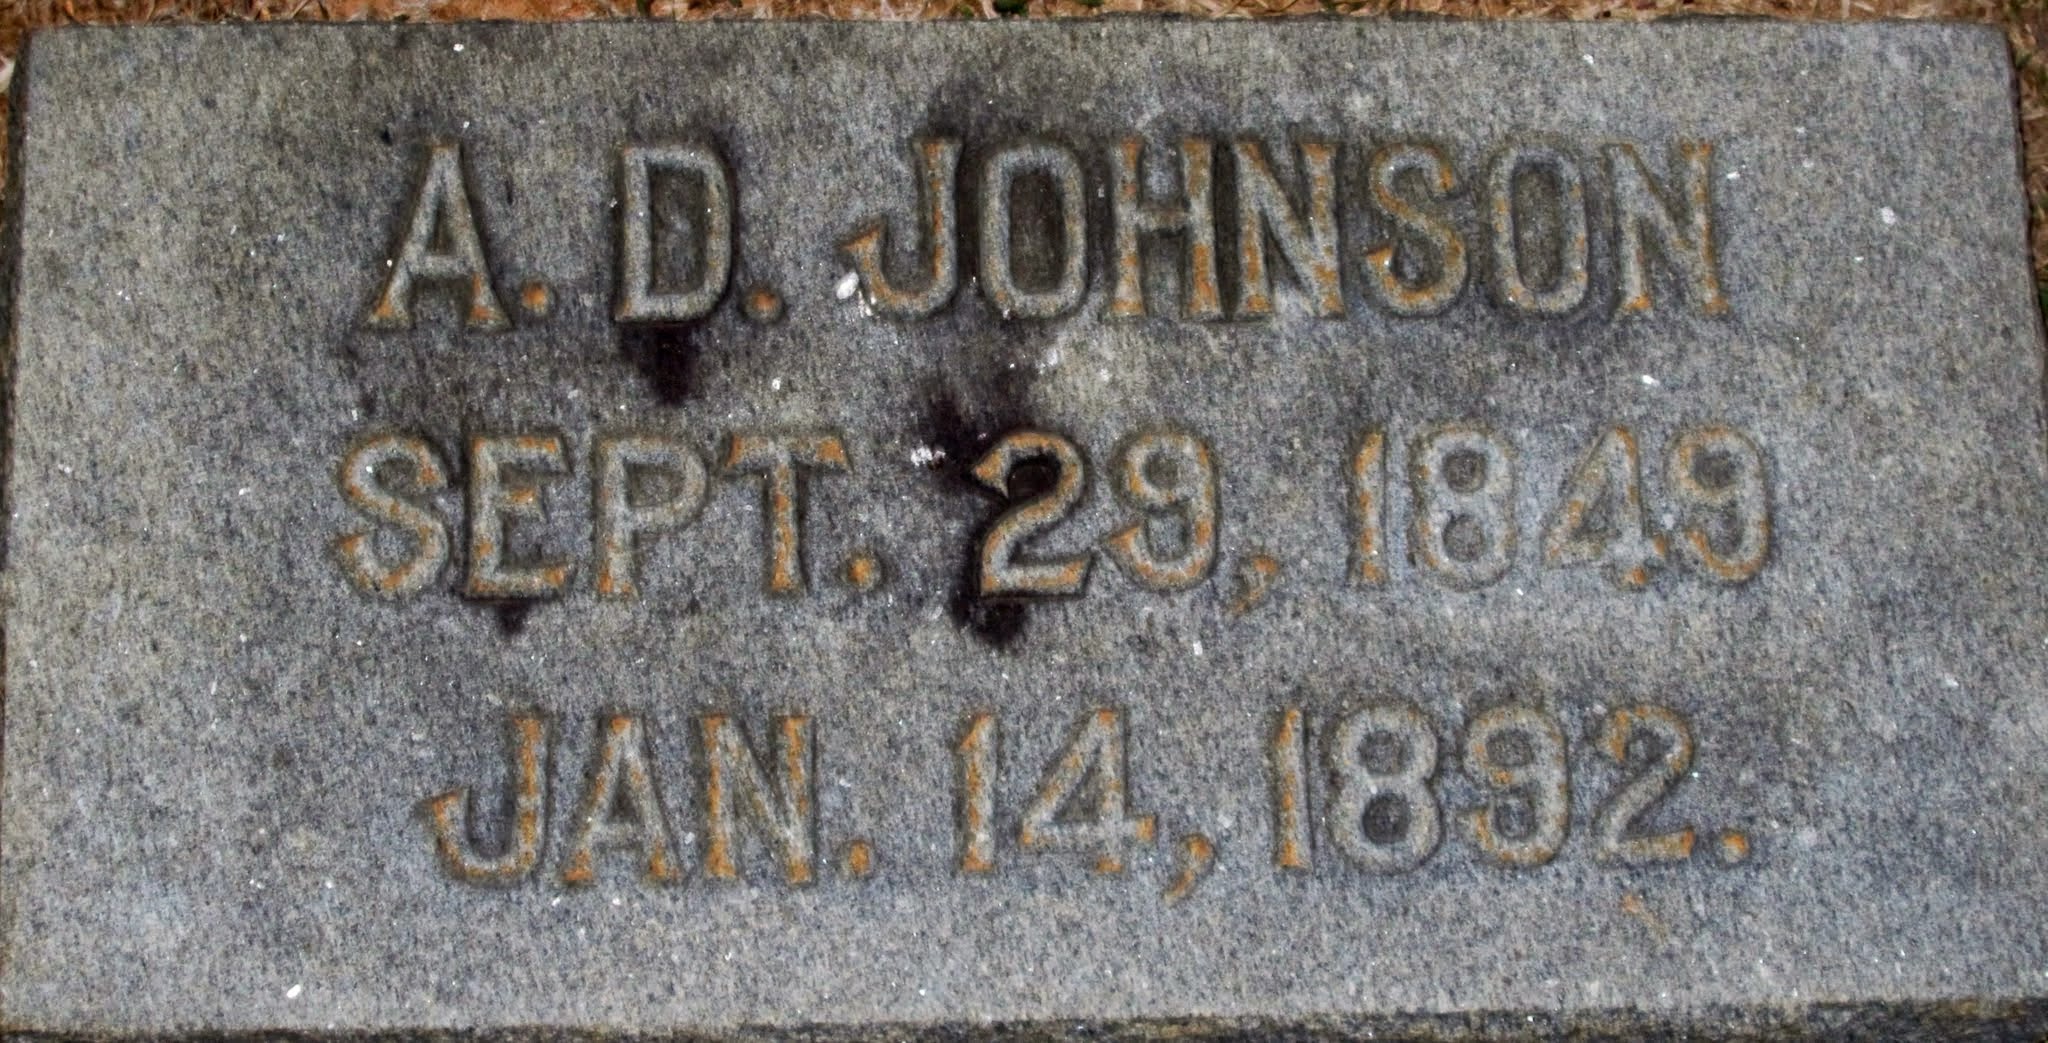 A. D. JOHNSON
SEPT. 29, 1849
JAN. 14, 1892.